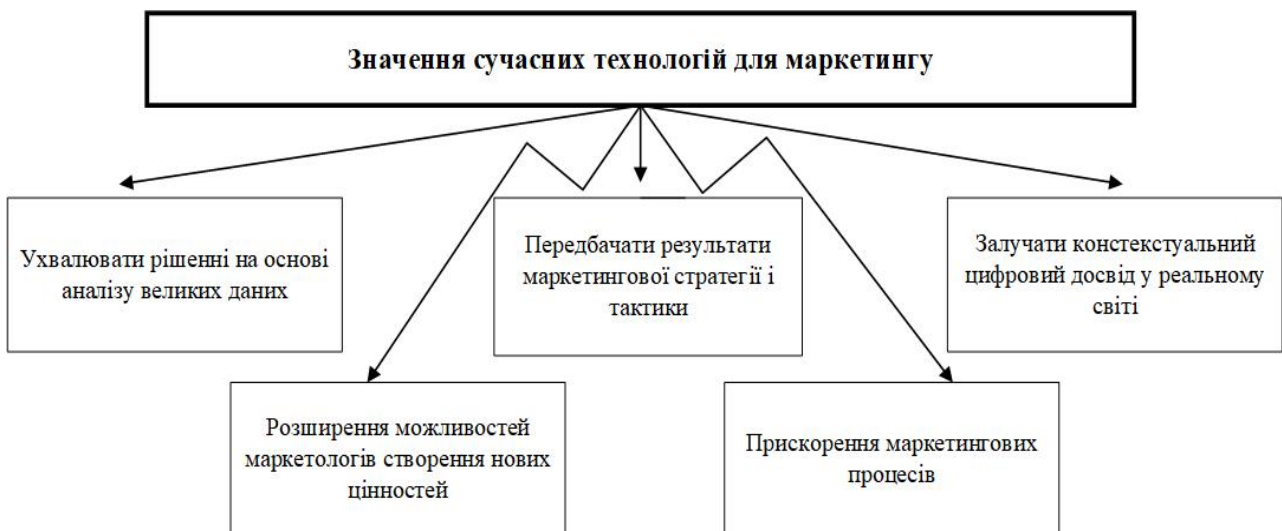 Значення сучасних технологій для маркетингу
Ухвалювати рішенні на основі
аналізу великих даних
Передбачати результати
маркетингової стратегії і
тактики
Залучати констекстуальний
цифровий досвід у реальному
світі
Розширення можливостей
маркетологів створення нових
цінностей
Прискорення маркетингових
процесів